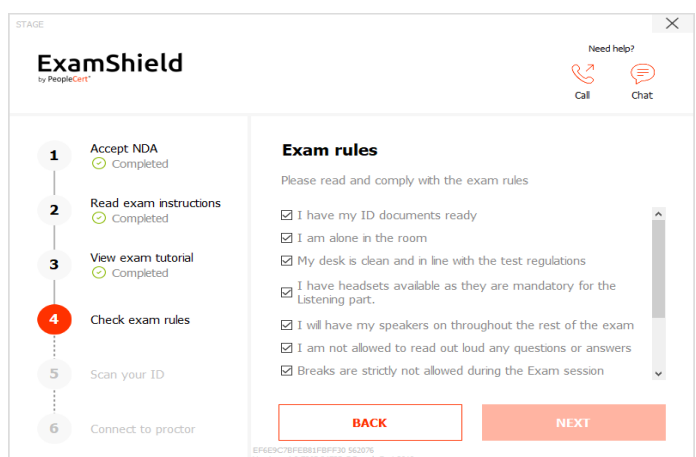 STAGE
Need help?
ExamShield
by PeopleCert
Call
Chat
1
Accept NDA
Completed
2
Read exam instructions
Completed
3
View exam tutorial
Completed
4
Check exam rules
5
Scan your ID
6
Connect to proctor
Exam rules
Please read and comply with the exam rules
I have my ID documents ready
I am alone in the room
My desk is clean and in line with the test regulations
I have headsets available as they are mandatory for the
Listening part.
I will have my speakers on throughout the rest of the exam
I am not allowed to read out loud any questions or answers
Breaks are strictly not allowed during the Exam session
BACK
NEXT
EF6E9C7BFEB81FBFF30 562076